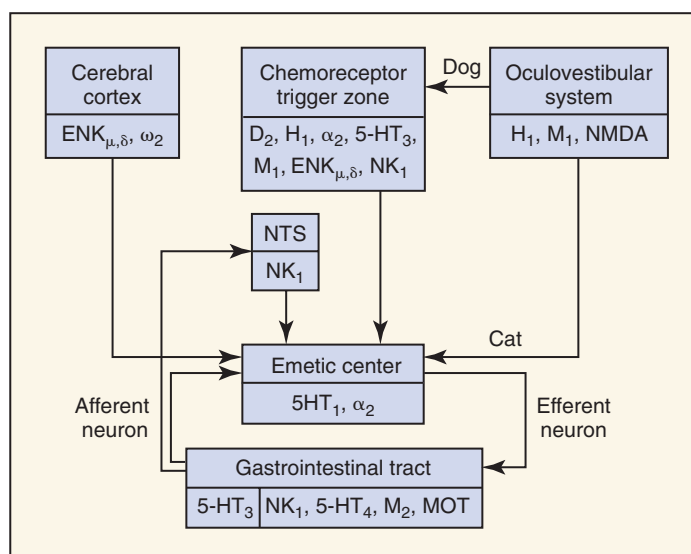 Cerebral
cortex
ENKμ,δ, ω2
Chemoreceptor
trigger zone
D2, H1, α2, 5-HT3,
M1, ENKμ,δ, NK1
Dog
Oculovestibular
system
H1, M1, NMDA
NTS
NK1
Cat
Emetic center
5HT1, α2
Afferent
neuron
Efferent
neuron
Gastrointestinal tract
5-HT3 NK1, 5-HT4, M2, MOT